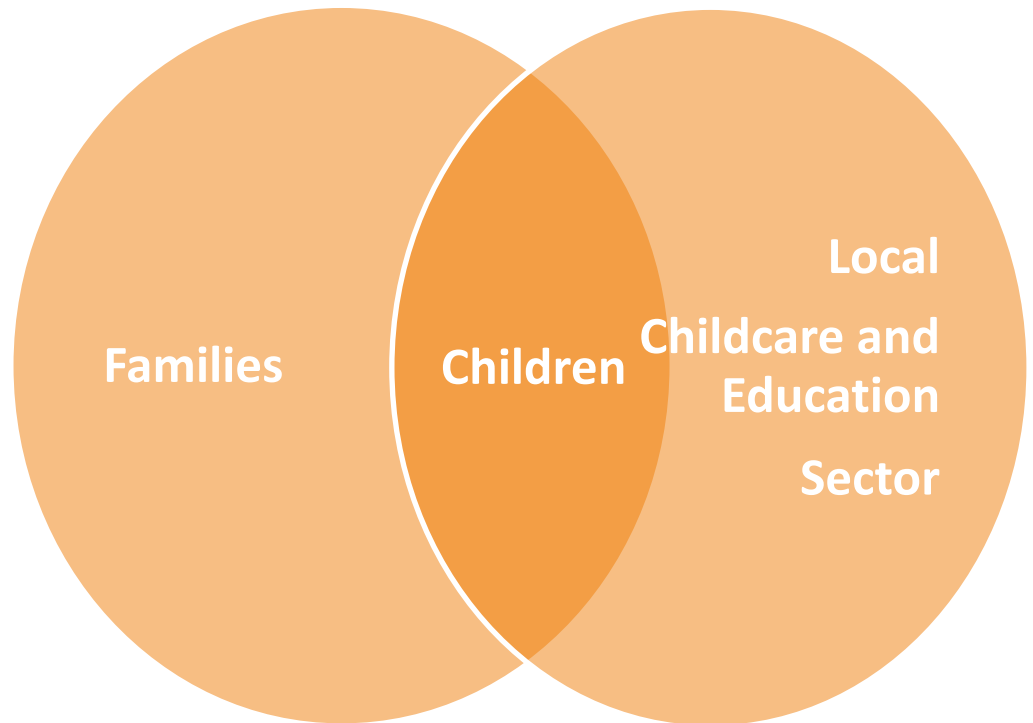 Families
Children
Local
Childcare and
Education
Sector